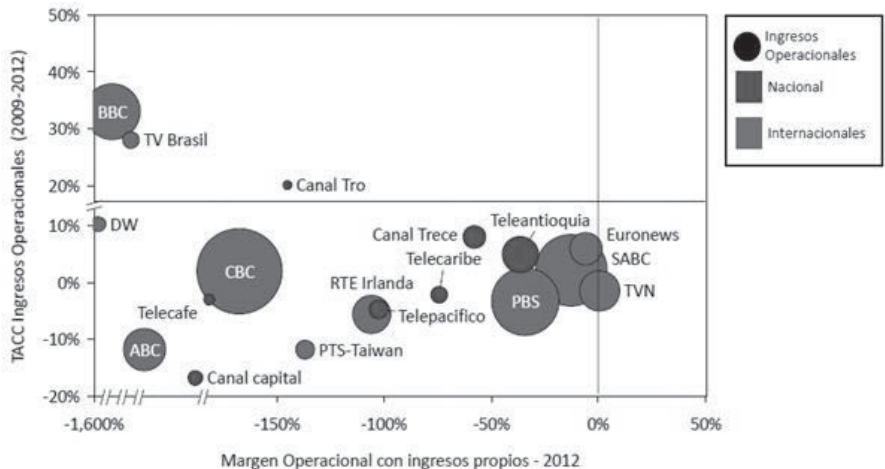 TACC Ingresos Operacionales (2009-2012)
50%
40%
30%
20%
10%
0%
-10%
-20%
BBC
TV Brasil
Canal Tro
DW
Canal Trece
Teleantioquia
Euronews
CBC
Telecaribe
SABC
RTE Irlanda
TVN
Telecafe
PBS
Telepacifico
ABC
PTS-Taiwan
Canal capital
-1,600%
-150%
-100%
-50%
0%
50%
Margen Operacional con ingresos propios - 2012
Ingresos
Operacionales
Nacional
Internacionales